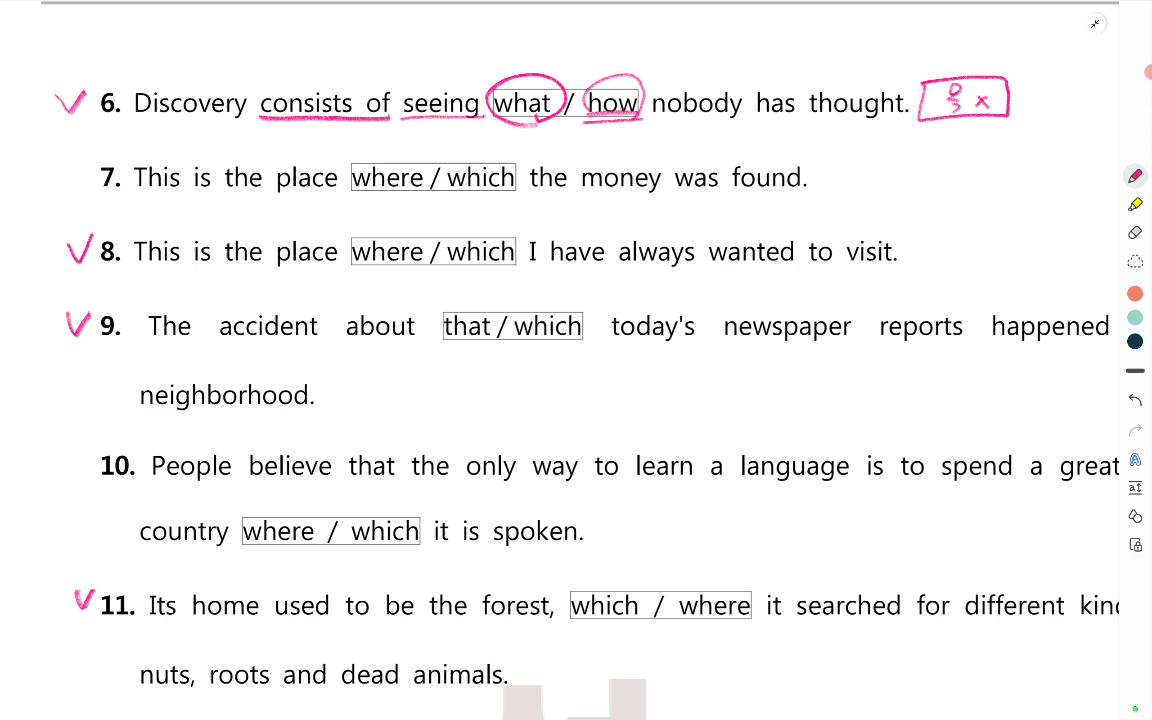 6. Discovery consists of seeing what / how nobody has thought.
7. This is the place where / which the money was found.
8. This is the place where / which I have always wanted to visit.
9. The accident about that / which today's newspaper reports happened
neighborhood.
10. People believe that the only way to learn a language is to spend a great
country where / which it is spoken.
11. Its home used to be the forest, which / where it searched for different
nuts, roots and dead animals.